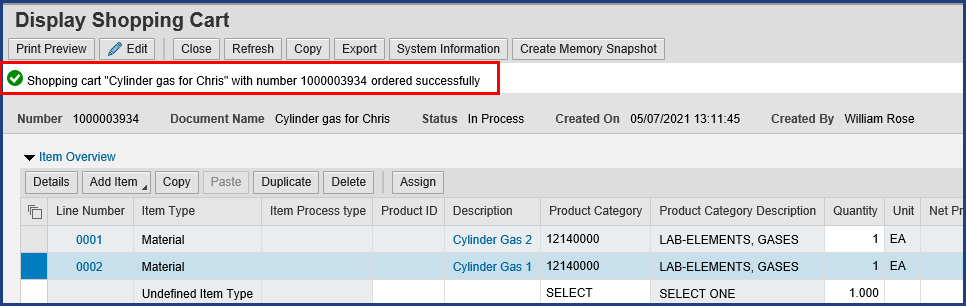 Display Shopping Cart
Print Preview Edit Close Refresh Copy Export System Information Create Memory Snapshot
Shopping cart "Cylinder gas for Chris" with number 1000003934 ordered successfully
Number 1000003934 Document Name Cylinder gas for Chris Status In Process Created On 05/07/2021 13:11:45 Created By William Rose
Item Overview
Details Add Item Copy Paste Duplicate Delete Assign
Line Number Item Type Item Process type Product ID Description Product Category Product Category Description Quantity Unit Net Pr
0001 Material Cylinder Gas 2 12140000 LAB-ELEMENTS, GASES 1 EA
0002 Material Cylinder Gas 1 12140000 LAB-ELEMENTS, GASES 1 EA
Undefined Item Type SELECT SELECT ONE 1.000